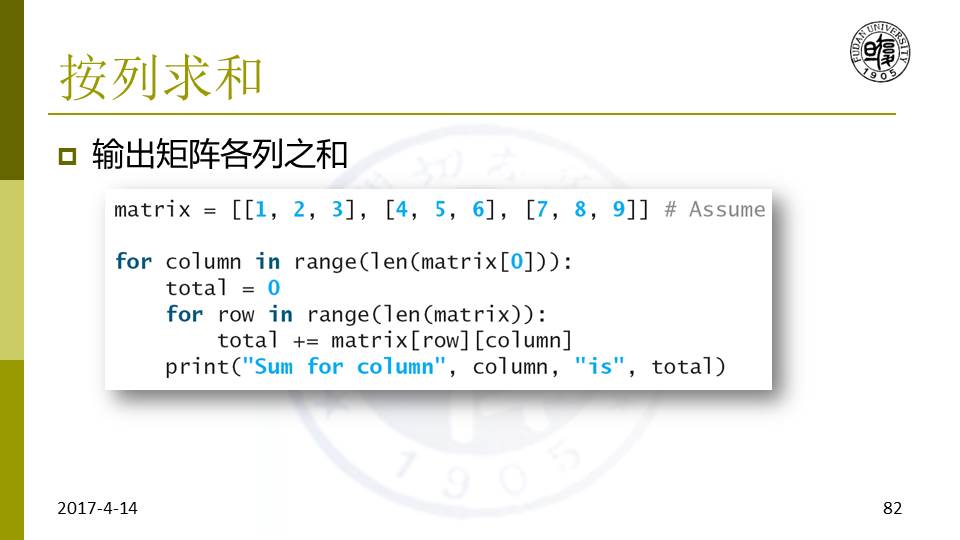 按列求和
FUDAN UNIVERSITY
1905
输出矩阵各列之和
matrix = [[1, 2, 3], [4, 5, 6], [7, 8, 9]] # Assume
for column in range(len(matrix[0])):
    total = 0
    for row in range(len(matrix)):
        total += matrix[row][column]
    print("Sum for column", column, "is", total)
1905
2017-4-14
82